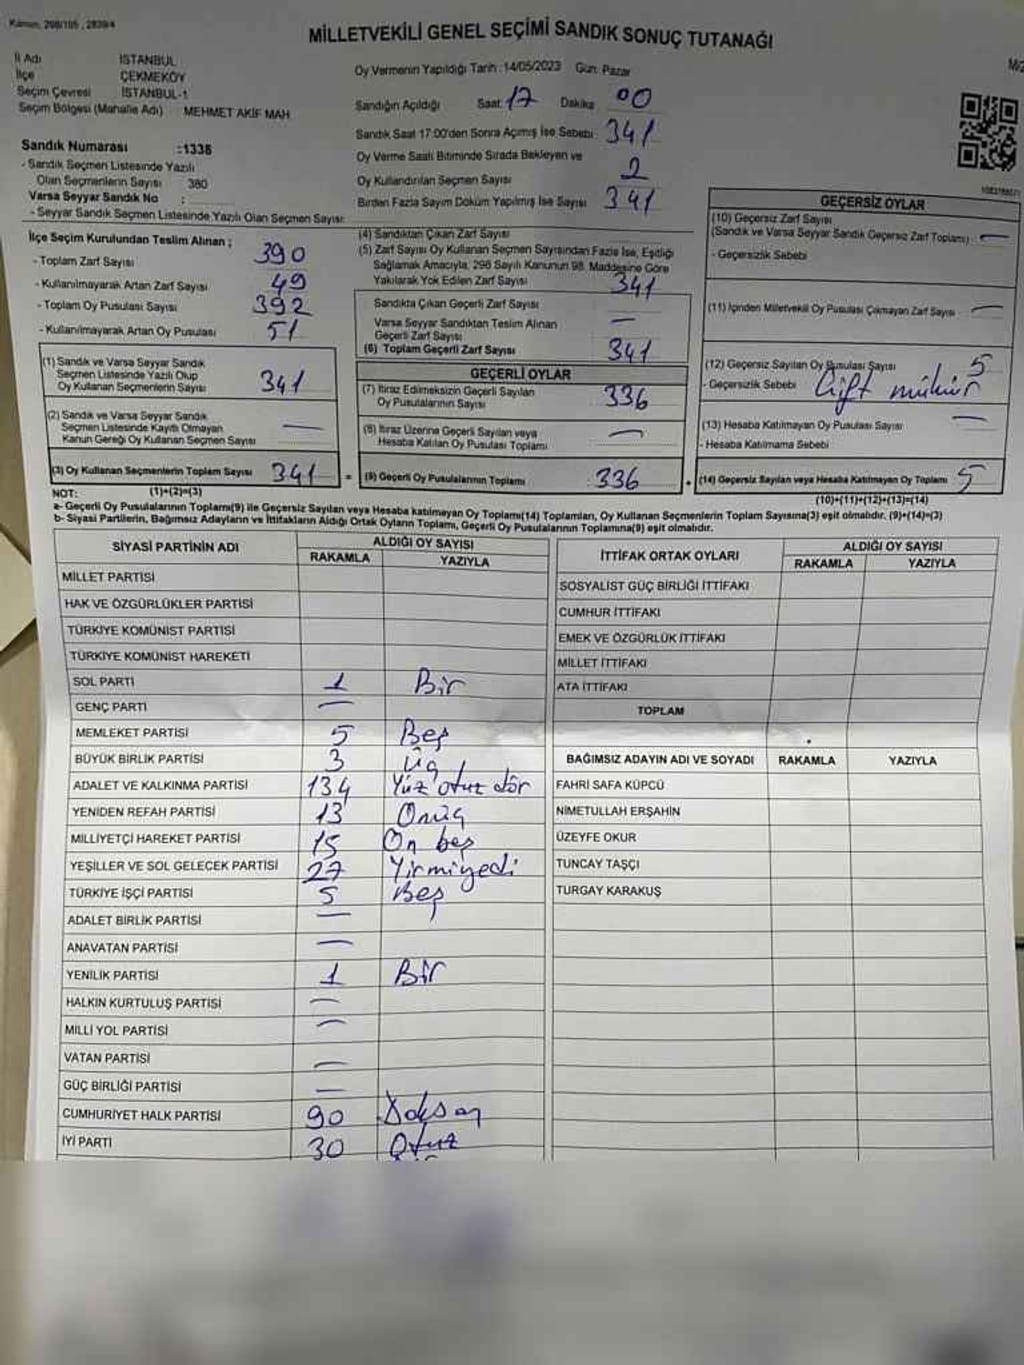 Kanun, 298/105, 2839/4
MİLLETVEKİLİ GENEL SEÇİMİ SANDIK SONUÇ TUTANAĞI
İl Adı İSTANBUL
İlçe ÇEKMEKÖY
Seçim Çevresi İSTANBUL-1
Seçim Bölgesi (Mahalle Adı) MEHMET AKİF MAH.
Sandık Numarası :1336
- Sandık Seçmen Listesinde Yazılı
Olan Seçmenlerin Sayısı 380
Varsa Seyyar Sandık No :
- Seyyar Sandık Seçmen Listesinde Yazılı Olan Seçmen Sayısı:
Oy Vermenin Yapıldığı Tarih :14/05/2023 Gün: Pazar
Sandığın Açıldığı Saat: 17 Dakika 00
Sandık Saat 17:00'den Sonra Açımış İse Sebebi: 341
Oy Verme Saati Bitiminde Sırada Bekleyen ve
Oy Kullandırılan Seçmen Sayısı 2
Birden Fazla Sayım Döküm Yapılmış İse Sayısı 341
İlçe Seçim Kurulundan Teslim Alınan ;
- Toplam Zarf Sayısı 390
- Kullanılmayarak Artan Zarf Sayısı 49
- Toplam Oy Pusulası Sayısı 392
- Kullanılmayarak Artan Oy Pusulası 51
(1) Sandık ve Varsa Seyyar Sandık
Seçmen Listesinde Yazılı Olup
Oy Kullanan Seçmenlerin Sayısı 341
(2) Sandık ve Varsa Seyyar Sandık
Seçmen Listesinde Kayıtlı Olmayan
Kanun Gereği Oy Kullanan Seçmen Sayısı —
(3) Oy Kullanan Seçmenlerin Toplam Sayısı 341 =
(4) Sandıktan Çıkan Zarf Sayısı
(5) Zarf Sayısı Oy Kullanan Seçmen Sayısından Fazla İse, Eşitliği
Sağlamak Amacıyla, 298 Sayılı Kanunun 98. Maddesine Göre
Yakılarak Yok Edilen Zarf Sayısı 341
Sandıkta Çıkan Geçerli Zarf Sayısı
Varsa Seyyar Sandıktan Teslim Alınan
Geçerli Zarf Sayısı —
(6) Toplam Geçerli Zarf Sayısı 341
GEÇERLİ OYLAR
(7) İtiraz Edilmeksizin Geçerli Sayılan
Oy Pusulalarının Sayısı 336
(8) İtiraz Üzerine Geçerli Sayılan veya
Hesaba Katılan Oy Pusulası Toplamı —
(9) Geçerli Oy Pusulalarının Toplamı 336
GEÇERSİZ OYLAR
(10) Geçersiz Zarf Sayısı
(Sandık ve Varsa Seyyar Sandık Geçersiz Zarf Toplamı) —
- Geçersizlik Sebebi
(11) İçinden Milletvekili Oy Pusulası Çıkmayan Zarf Sayısı —
(12) Geçersiz Sayılan Oy Pusulası Sayısı 5
- Geçersizlik Sebebi Çift mühür
(13) Hesaba Katılmayan Oy Pusulası Sayısı —
- Hesaba Katılmama Sebebi
(14) Geçersiz Sayılan veya Hesaba Katılmayan Oy Toplamı 5
NOT: (1)+(2)=(3) (10)+(11)+(12)+(13)=(14)
a- Geçerli Oy Pusulalarının Toplamı(9) ile Geçersiz Sayılan veya Hesaba katılmayan Oy Toplamı(14) Toplamları, Oy Kullanan Seçmenlerin Toplam Sayısına(3) eşit olmalıdır. (9)+(14)=(3)
b- Siyasi Partilerin, Bağımsız Adayların ve İttifakların Aldığı Ortak Oyların Toplamı, Geçerli Oy Pusulalarının Toplamına(9) eşit olmalıdır.
SİYASİ PARTİNİN ADI ALDIĞI OY SAYISI
RAKAMLA YAZIYLA
MİLLET PARTİSİ
HAK VE ÖZGÜRLÜKLER PARTİSİ
TÜRKİYE KOMÜNİST PARTİSİ
TÜRKİYE KOMÜNİST HAREKETİ
SOL PARTİ 1 Bir
GENÇ PARTİ —
MEMLEKET PARTİSİ 5 Beş
BÜYÜK BİRLİK PARTİSİ 3 Üç
ADALET VE KALKINMA PARTİSİ 134 Yüz otuz dör
YENİDEN REFAH PARTİSİ 13 Onüç
MİLLİYETÇİ HAREKET PARTİSİ 15 On beş
YEŞİLLER VE SOL GELECEK PARTİSİ 27 Yirmiyedi
TÜRKİYE İŞÇİ PARTİSİ 5 Beş
ADALET BİRLİK PARTİSİ —
ANAVATAN PARTİSİ —
YENİLİK PARTİSİ 1 Bir
HALKIN KURTULUŞ PARTİSİ —
MİLLİ YOL PARTİSİ —
VATAN PARTİSİ —
GÜÇ BİRLİĞİ PARTİSİ —
CUMHURİYET HALK PARTİSİ 90 Doksan
İYİ PARTİ 30 Otuz
İTTİFAK ORTAK OYLARI ALDIĞI OY SAYISI
RAKAMLA YAZIYLA
SOSYALİST GÜÇ BİRLİĞİ İTTİFAKI
CUMHUR İTTİFAKI
EMEK VE ÖZGÜRLÜK İTTİFAKI
MİLLET İTTİFAKI
ATA İTTİFAKI
TOPLAM
BAĞIMSIZ ADAYIN ADI VE SOYADI RAKAMLA YAZIYLA
FAHRİ SAFA KÜPCÜ
NİMETULLAH ERŞAHİN
ÜZEYFE OKUR
TUNCAY TAŞÇI
TURGAY KARAKUŞ